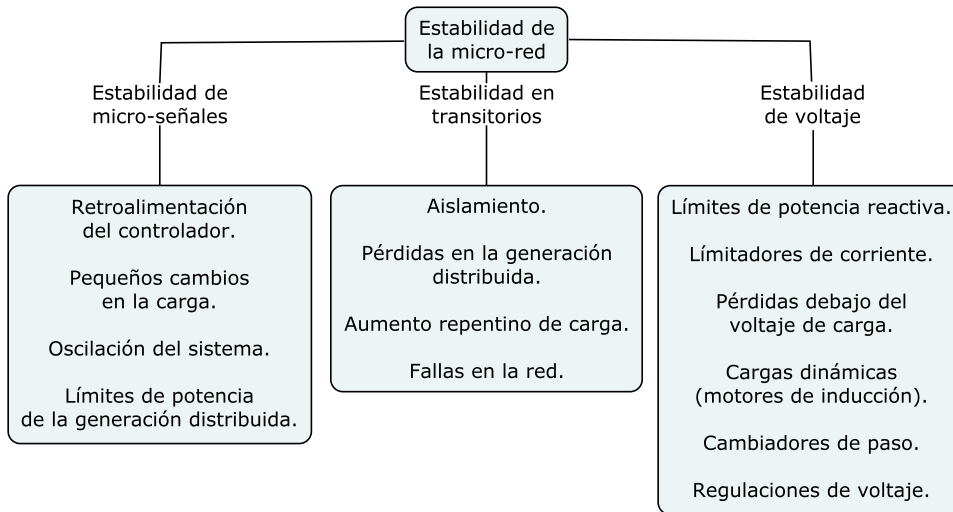 Estabilidad de
la micro-red
Estabilidad de
micro-señales
Estabilidad en
transitorios
Estabilidad
de voltaje
Retroalimentación
del controlador.
Pequeños cambios
en la carga.
Oscilación del sistema.
Límites de potencia
de la generación distribuida.
Aislamiento.
Pérdidas en la generación
distribuida.
Aumento repentino de carga.
Fallas en la red.
Límites de potencia reactiva.
Límitadores de corriente.
Pérdidas debajo del
voltaje de carga.
Cargas dinámicas
(motores de inducción).
Cambiadores de paso.
Regulaciones de voltaje.